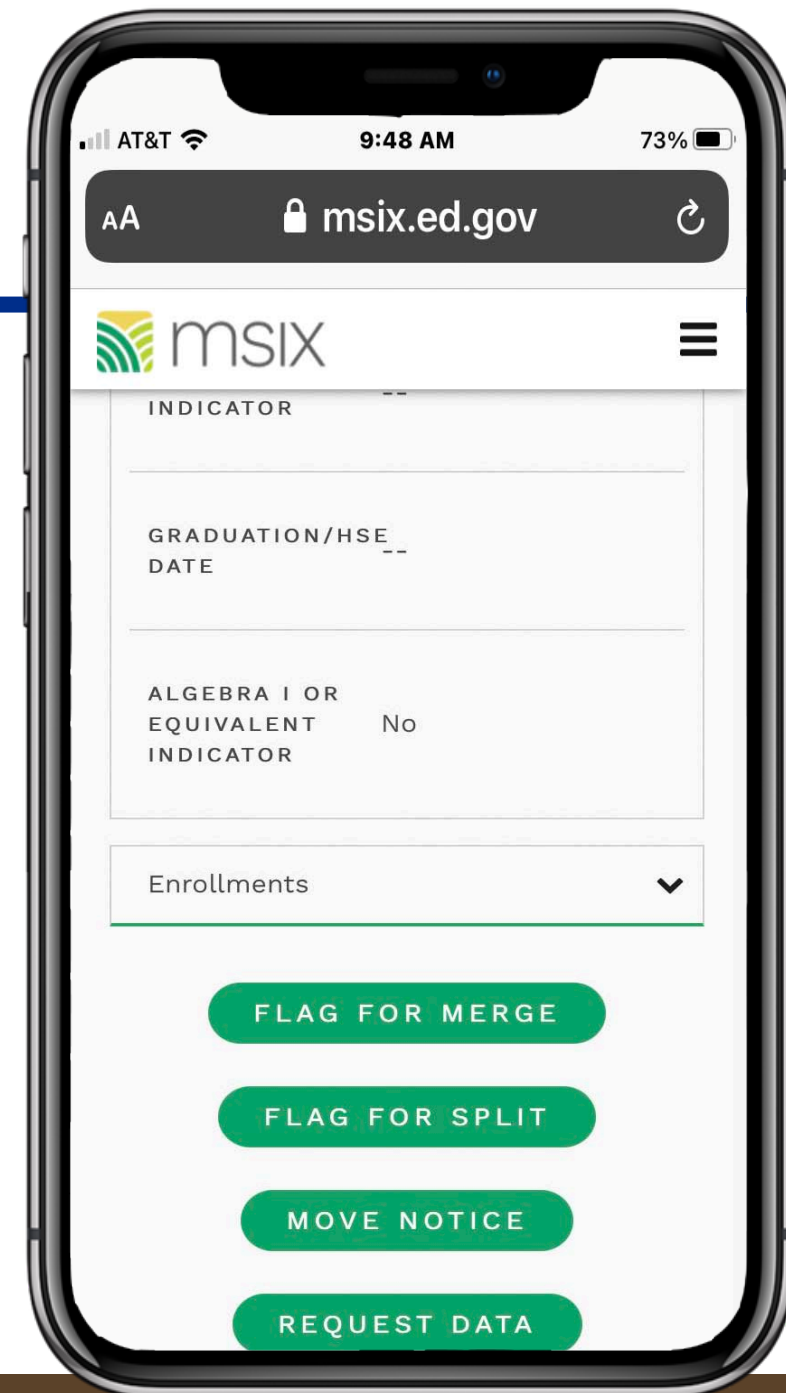 AT&T 9:48 AM 73%
AA msix.ed.gov
msix
INDICATOR --
GRADUATION/HSE
DATE --
ALGEBRA I OR
EQUIVALENT No
INDICATOR
Enrollments
FLAG FOR MERGE
FLAG FOR SPLIT
MOVE NOTICE
REQUEST DATA